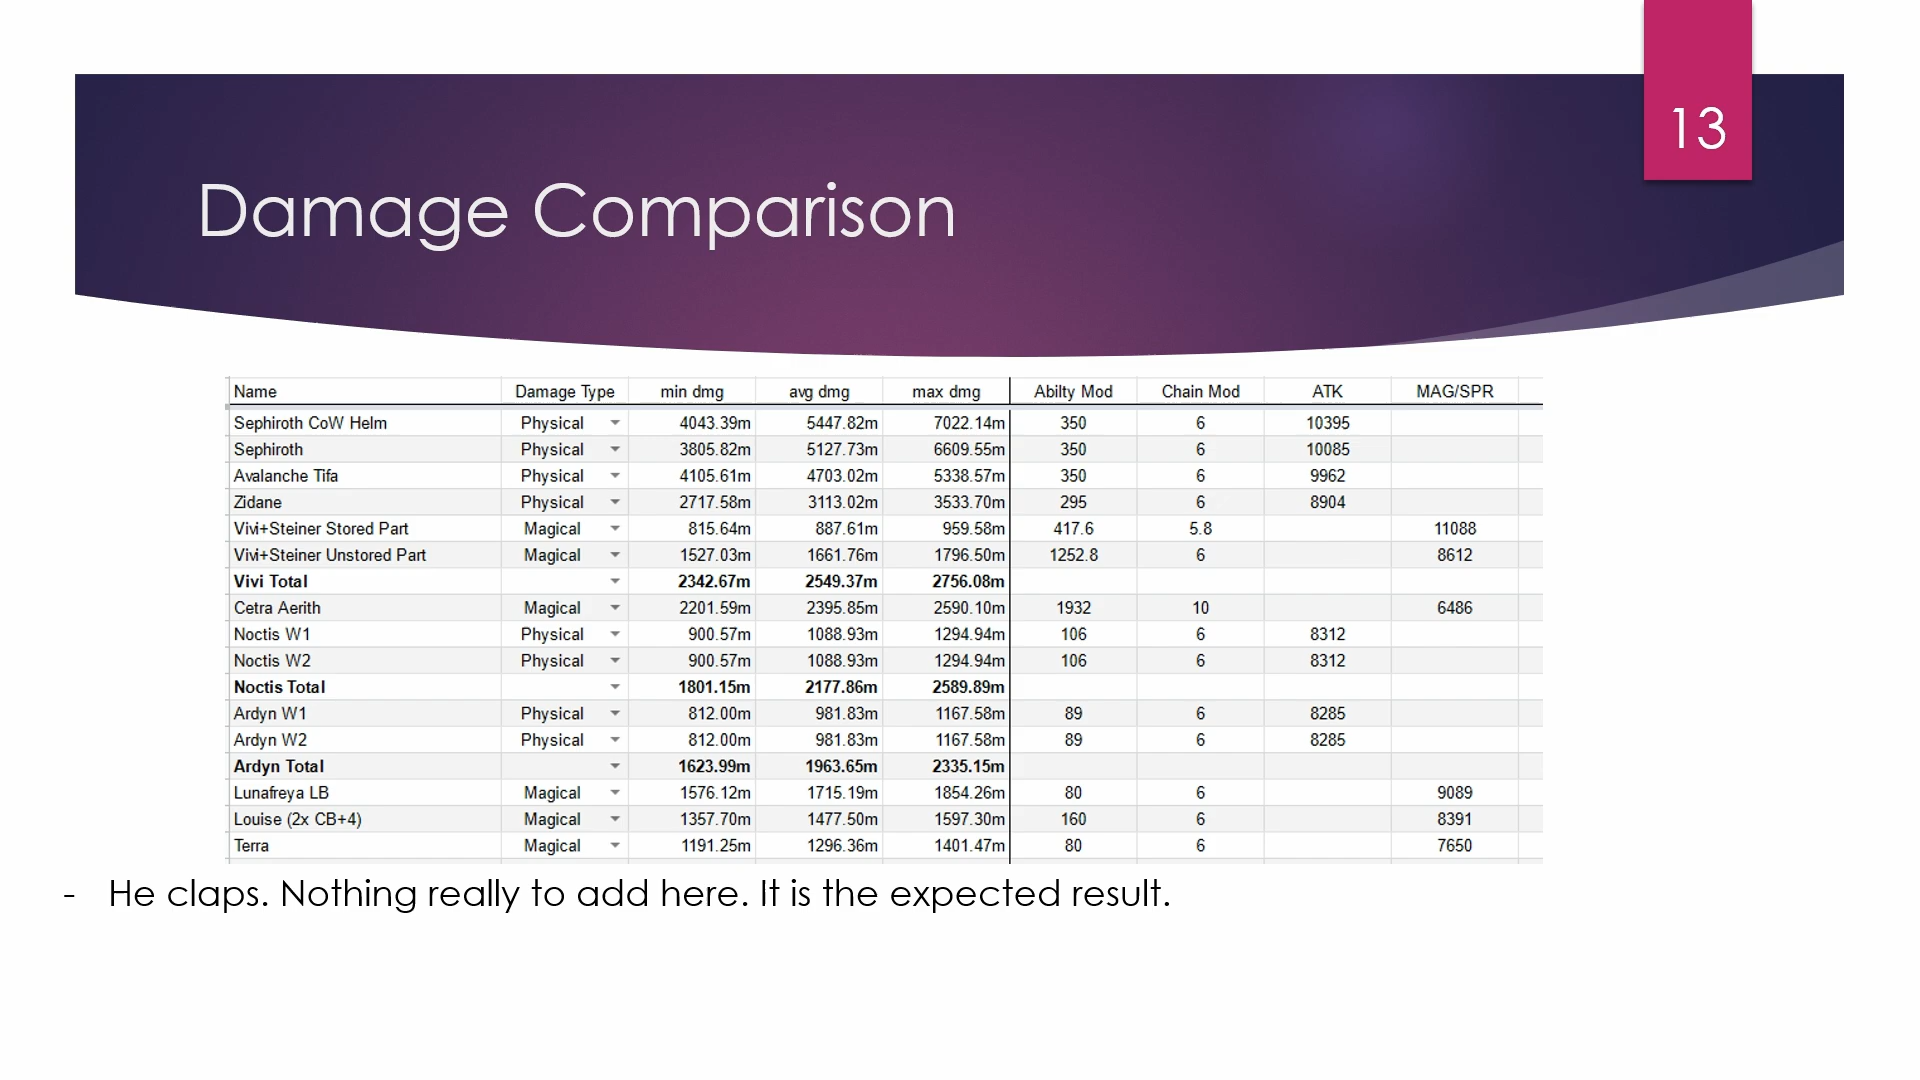 13
Damage Comparison
Name Damage Type min dmg avg dmg max dmg Abilty Mod Chain Mod ATK MAG/SPR
Sephiroth CoW Helm Physical 4043.39m 5447.82m 7022.14m 350 6 10395
Sephiroth Physical 3805.82m 5127.73m 6609.55m 350 6 10085
Avalanche Tifa Physical 4105.61m 4703.02m 5338.57m 350 6 9962
Zidane Physical 2717.58m 3113.02m 3533.70m 295 6 8904
Vivi+Steiner Stored Part Magical 815.64m 887.61m 959.58m 417.6 5.8 11088
Vivi+Steiner Unstored Part Magical 1527.03m 1661.76m 1796.50m 1252.8 6 8612
Vivi Total 2342.67m 2549.37m 2756.08m
Cetra Aerith Magical 2201.59m 2395.85m 2590.10m 1932 10 6486
Noctis W1 Physical 900.57m 1088.93m 1294.94m 106 6 8312
Noctis W2 Physical 900.57m 1088.93m 1294.94m 106 6 8312
Noctis Total 1801.15m 2177.86m 2589.89m
Ardyn W1 Physical 812.00m 981.83m 1167.58m 89 6 8285
Ardyn W2 Physical 812.00m 981.83m 1167.58m 89 6 8285
Ardyn Total 1623.99m 1963.65m 2335.15m
Lunafreya LB Magical 1576.12m 1715.19m 1854.26m 80 6 9089
Louise (2x CB+4) Magical 1357.70m 1477.50m 1597.30m 160 6 8391
Terra Magical 1191.25m 1296.36m 1401.47m 80 6 7650
- He claps. Nothing really to add here. It is the expected result.